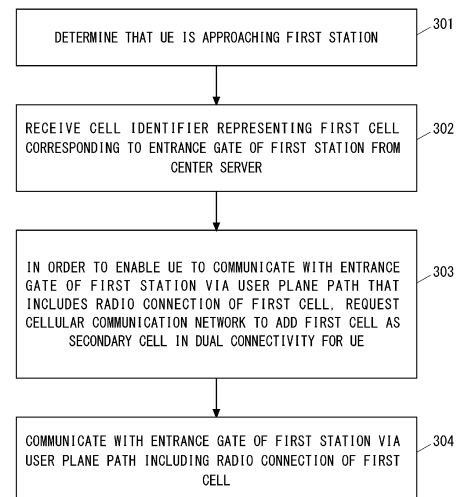 DETERMINE THAT UE IS APPROACHING FIRST STATION
301
RECEIVE CELL IDENTIFIER REPRESENTING FIRST CELL
CORRESPONDING TO ENTRANCE GATE OF FIRST STATION FROM
CENTER SERVER
302
IN ORDER TO ENABLE UE TO COMMUNICATE WITH ENTRANCE
GATE OF FIRST STATION VIA USER PLANE PATH THAT
INCLUDES RADIO CONNECTION OF FIRST CELL, REQUEST
CELLULAR COMMUNICATION NETWORK TO ADD FIRST CELL AS
SECONDARY CELL IN DUAL CONNECTIVITY FOR UE
303
COMMUNICATE WITH ENTRANCE GATE OF FIRST STATION VIA
USER PLANE PATH INCLUDING RADIO CONNECTION OF FIRST
CELL
304